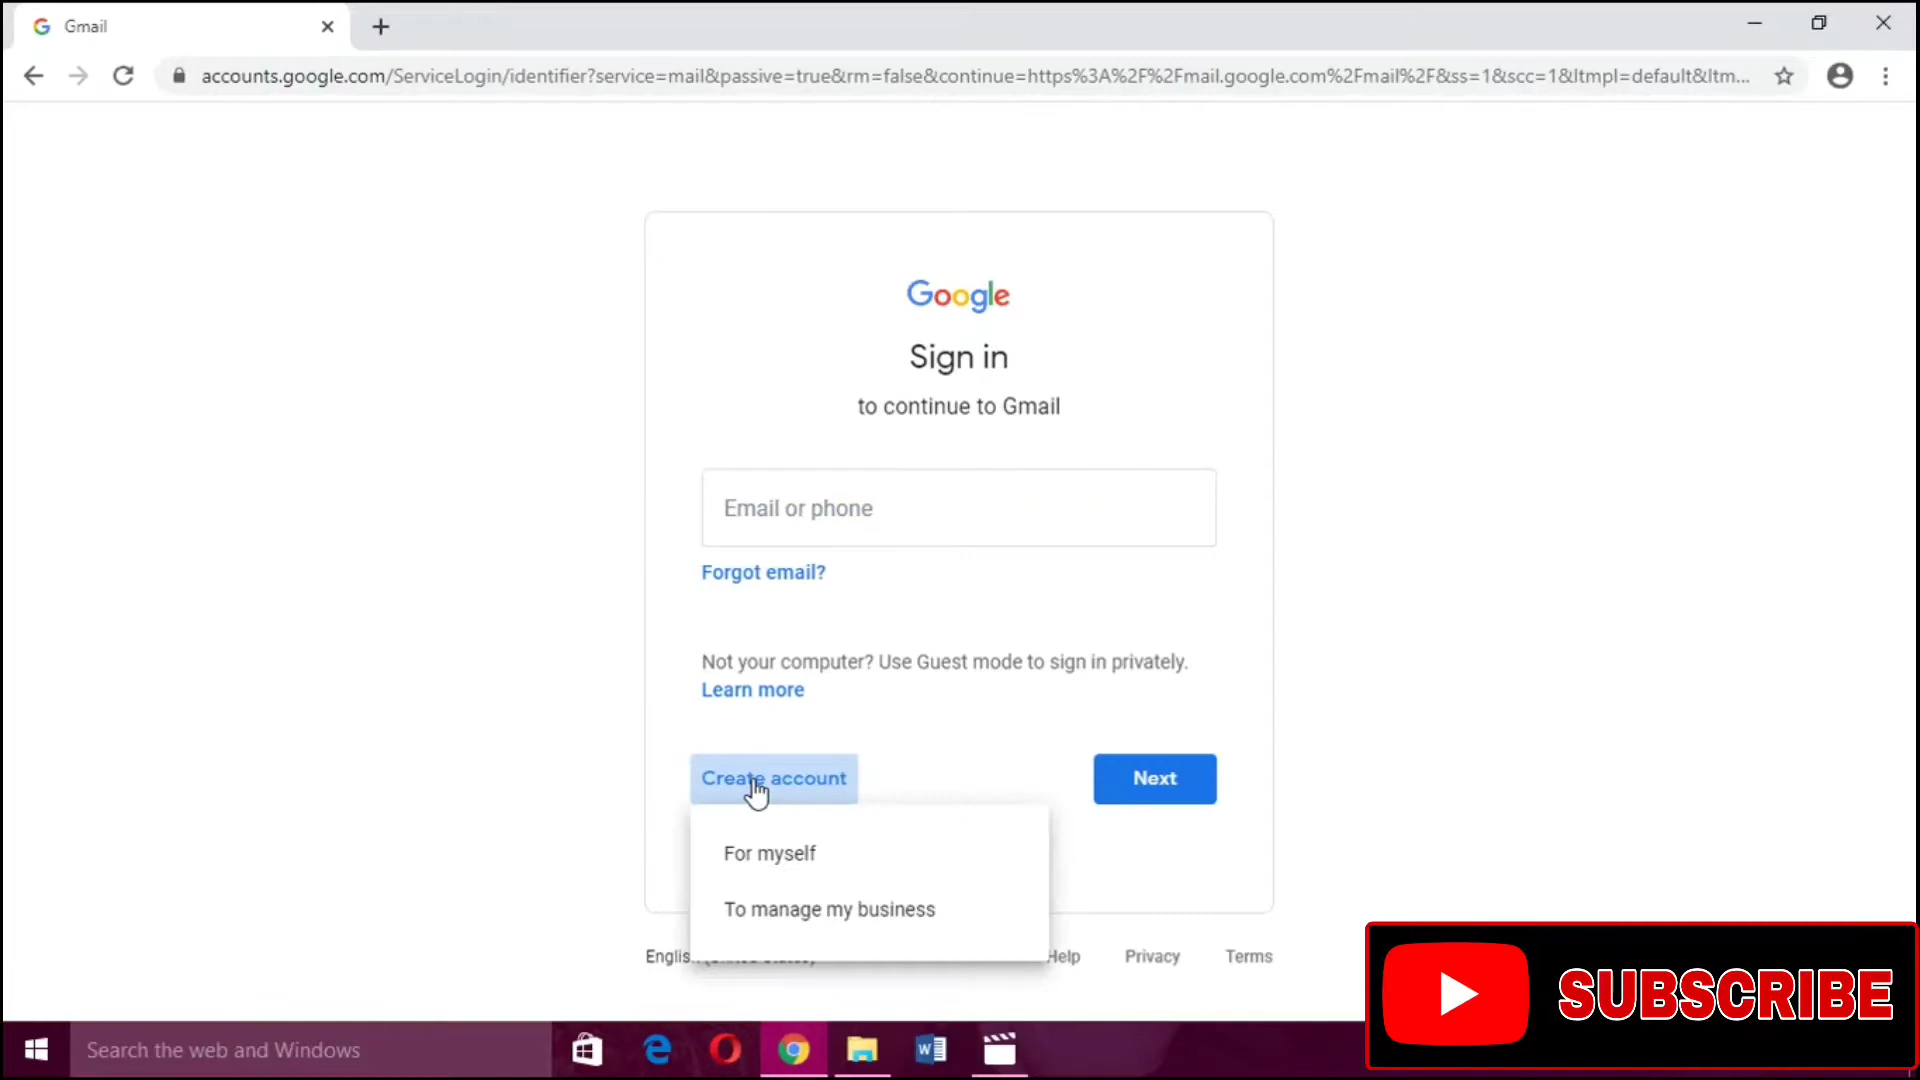 Gmail
accounts.google.com/ServiceLogin/identifier?service=mail&passive=true&rm=false&continue=https%3A%2F%2Fmail.google.com%2Fmail%2F&ss=1&scc=1&ltmpl=default&ltm...
Google
Sign in
to continue to Gmail
Email or phone
Forgot email?
Not your computer? Use Guest mode to sign in privately.
Learn more
Create account
Next
For myself
To manage my business
Help
Privacy
Terms
SUBSCRIBE
Search the web and Windows